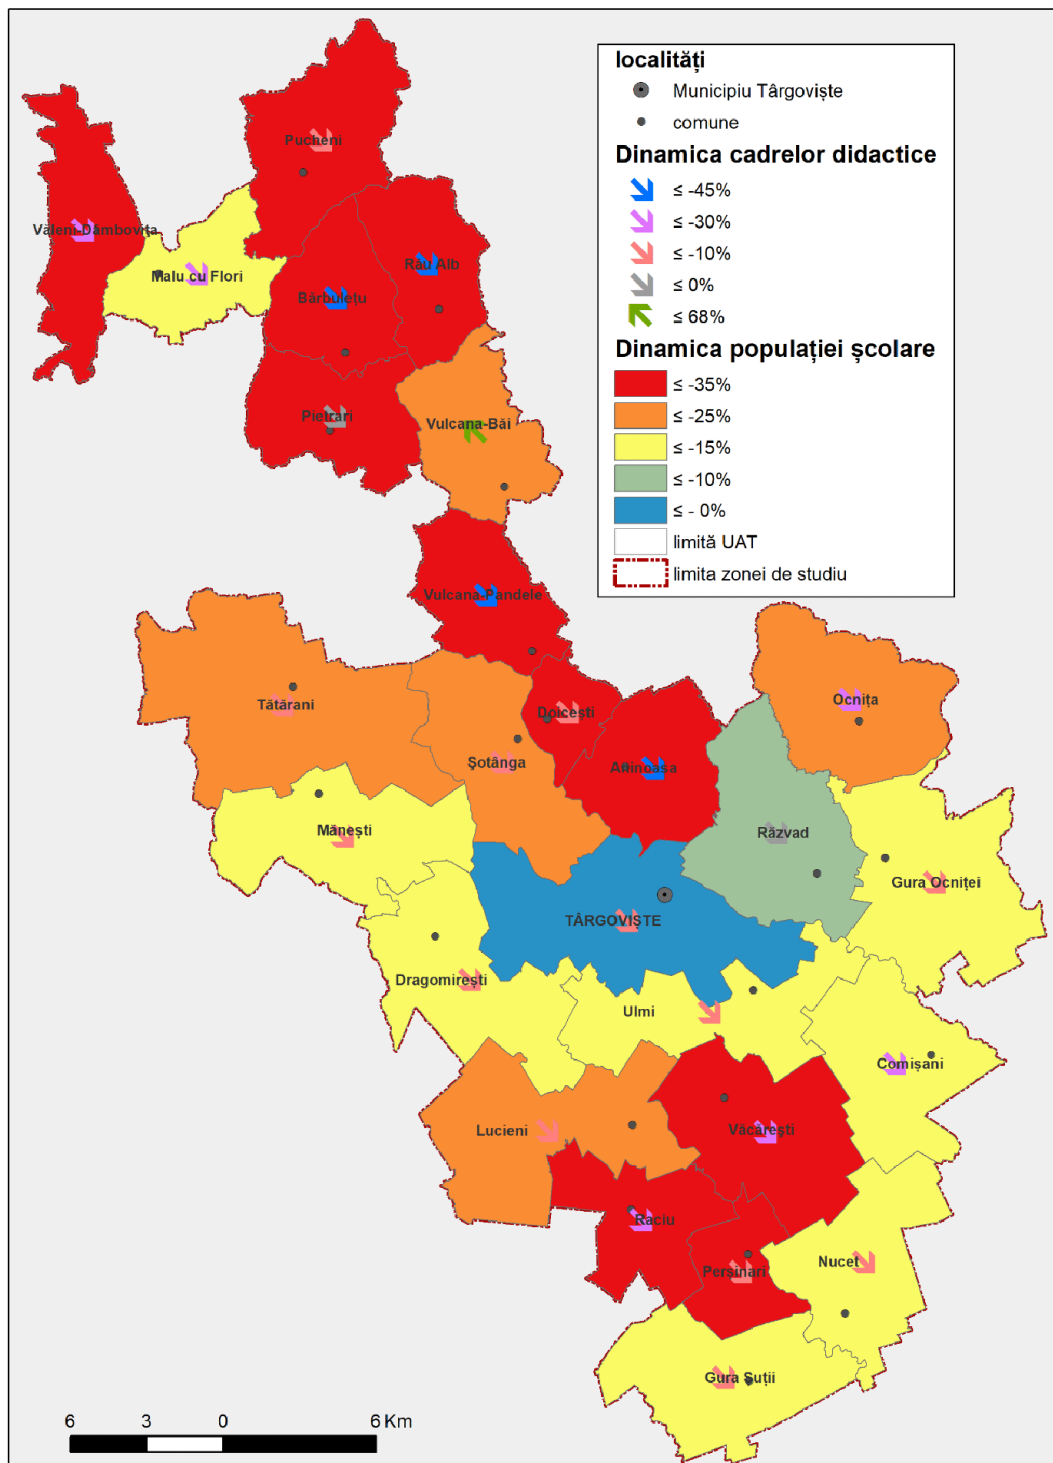 localități
Municipiu Târgoviște
comune
Dinamica cadrelor didactice
≤ -45%
≤ -30%
≤ -10%
≤ 0%
≤ 68%
Dinamica populației școlare
≤ -35%
≤ -25%
≤ -15%
≤ -10%
≤ - 0%
limită UAT
limita zonei de studiu
Pucheni
Văleni-Dâmbovița
Malu cu Flori
Râu Alb
Bărbulețu
Pietrari
Vulcana-Băi
Vulcana-Pandele
Tătărani
Doicești
Ocnița
Șotânga
Aninoasa
Mănești
Răzvad
Gura Ocniței
TÂRGOVIȘTE
Dragomirești
Ulmi
Comișani
Lucieni
Văcărești
Raciu
Perșinari
Nucet
Gura Șuții
6 3 0 6 Km